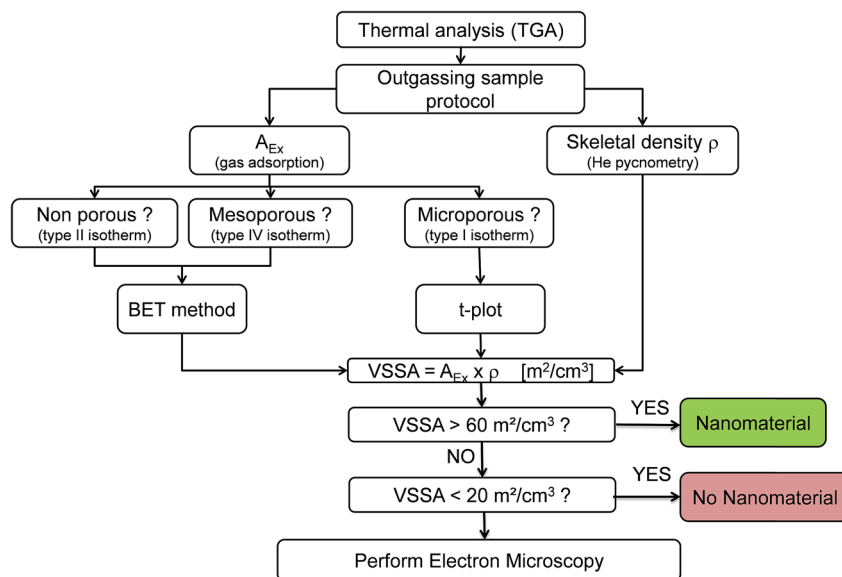 Thermal analysis (TGA)
Outgassing sample
protocol
A_Ex
(gas adsorption)
Skeletal density ρ
(He pycnometry)
Non porous ?
(type II isotherm)
Mesoporous ?
(type IV isotherm)
Microporous ?
(type I isotherm)
BET method
t-plot
VSSA = A_Ex x ρ [m²/cm³]
VSSA > 60 m²/cm³ ?
YES
Nanomaterial
NO
VSSA < 20 m²/cm³ ?
YES
No Nanomaterial
Perform Electron Microscopy